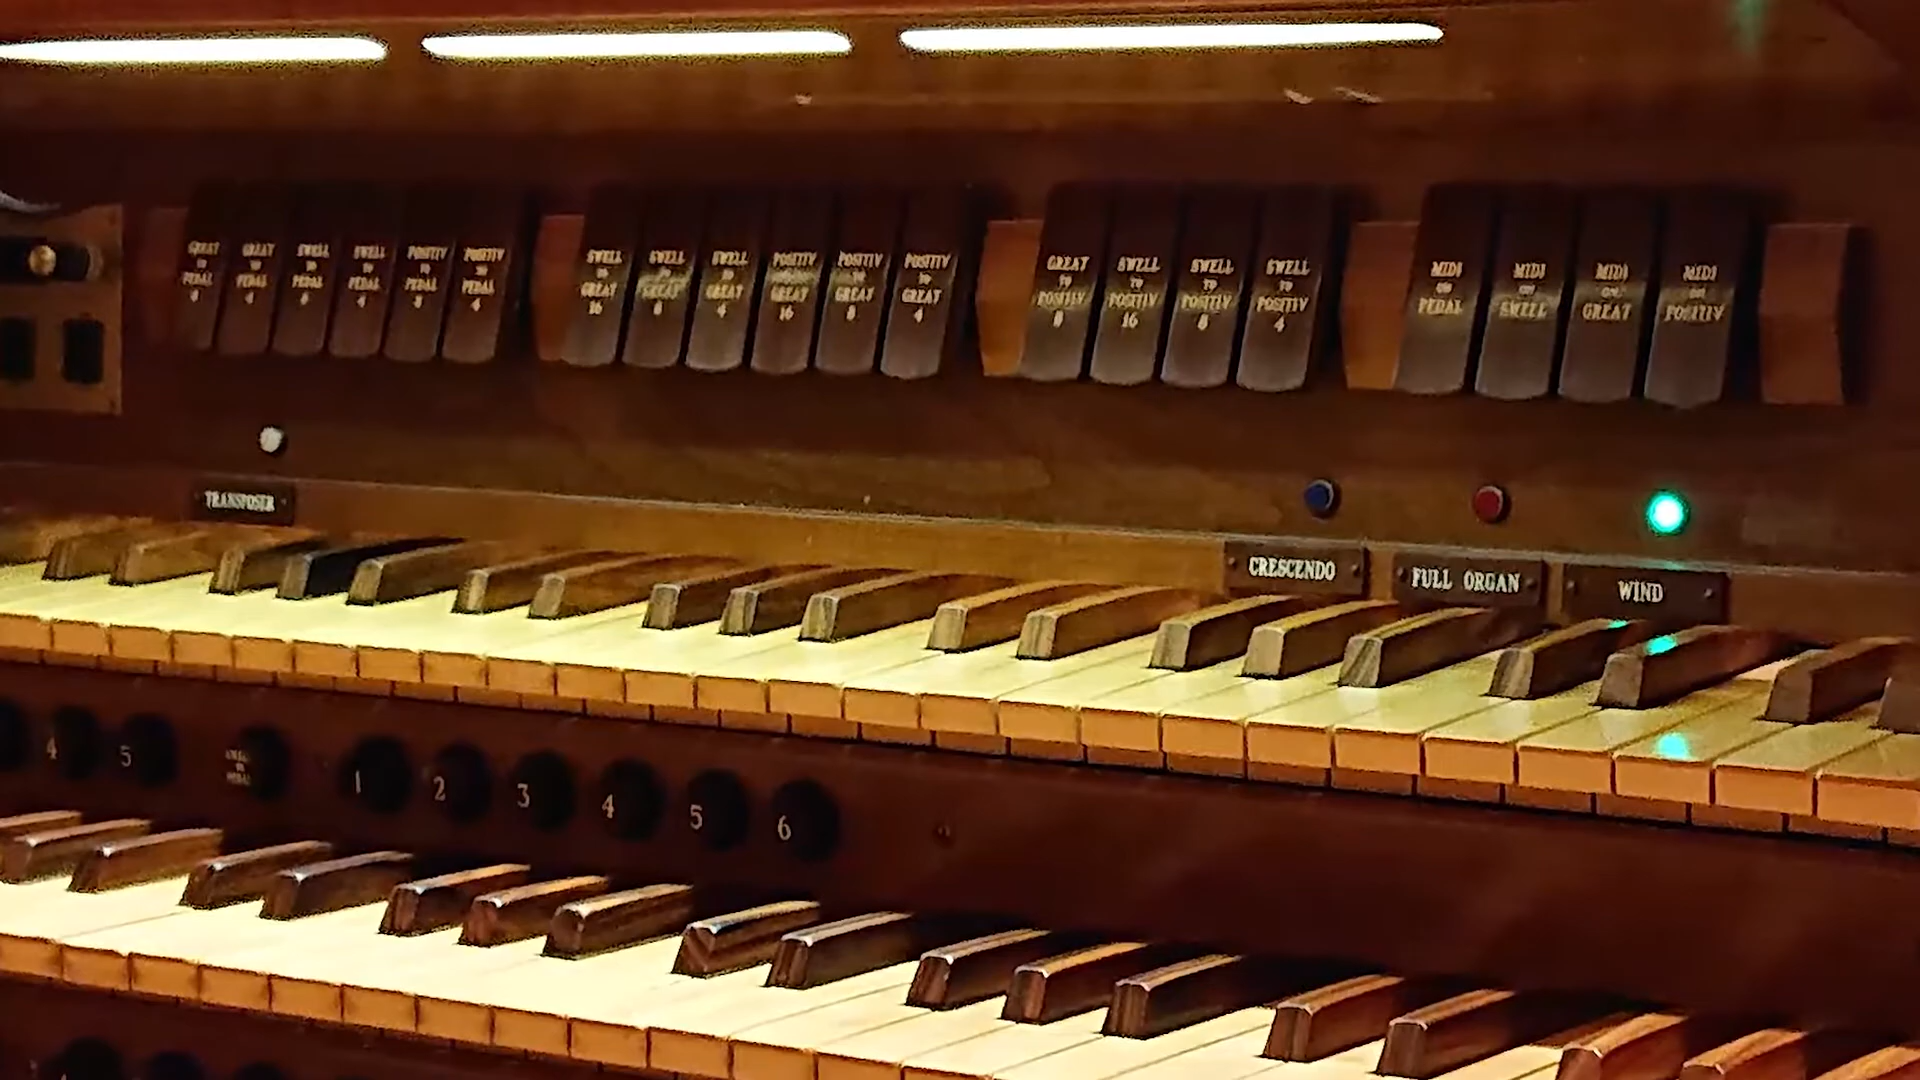 GREAT TO PEDAL 8
GREAT TO PEDAL 4
SWELL TO PEDAL 8
SWELL TO PEDAL 4
POSITIV TO PEDAL 8
POSITIV TO PEDAL 4
SWELL TO GREAT 16
SWELL TO GREAT 8
SWELL TO GREAT 4
POSITIV TO GREAT 16
POSITIV TO GREAT 8
POSITIV TO GREAT 4
GREAT TO POSITIV 8
SWELL TO POSITIV 16
SWELL TO POSITIV 8
SWELL TO POSITIV 4
MIDI ON PEDAL
MIDI ON SWELL
MIDI ON GREAT
MIDI ON POSITIV
TRANSPOSER
CRESCENDO
FULL ORGAN
WIND
4 5
1 2 3 4 5 6